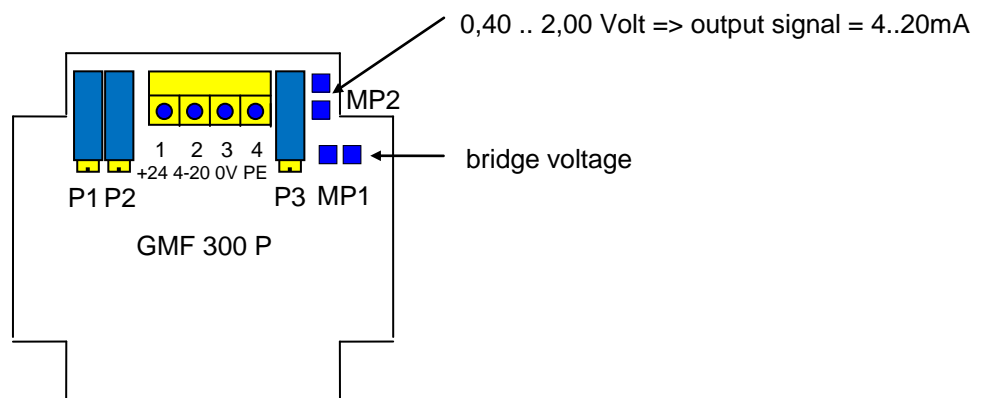 0,40 .. 2,00 Volt => output signal = 4..20mA
MP2
1 2 3 4
+24 4-20 0V PE
bridge voltage
P1 P2 P3 MP1
GMF 300 P